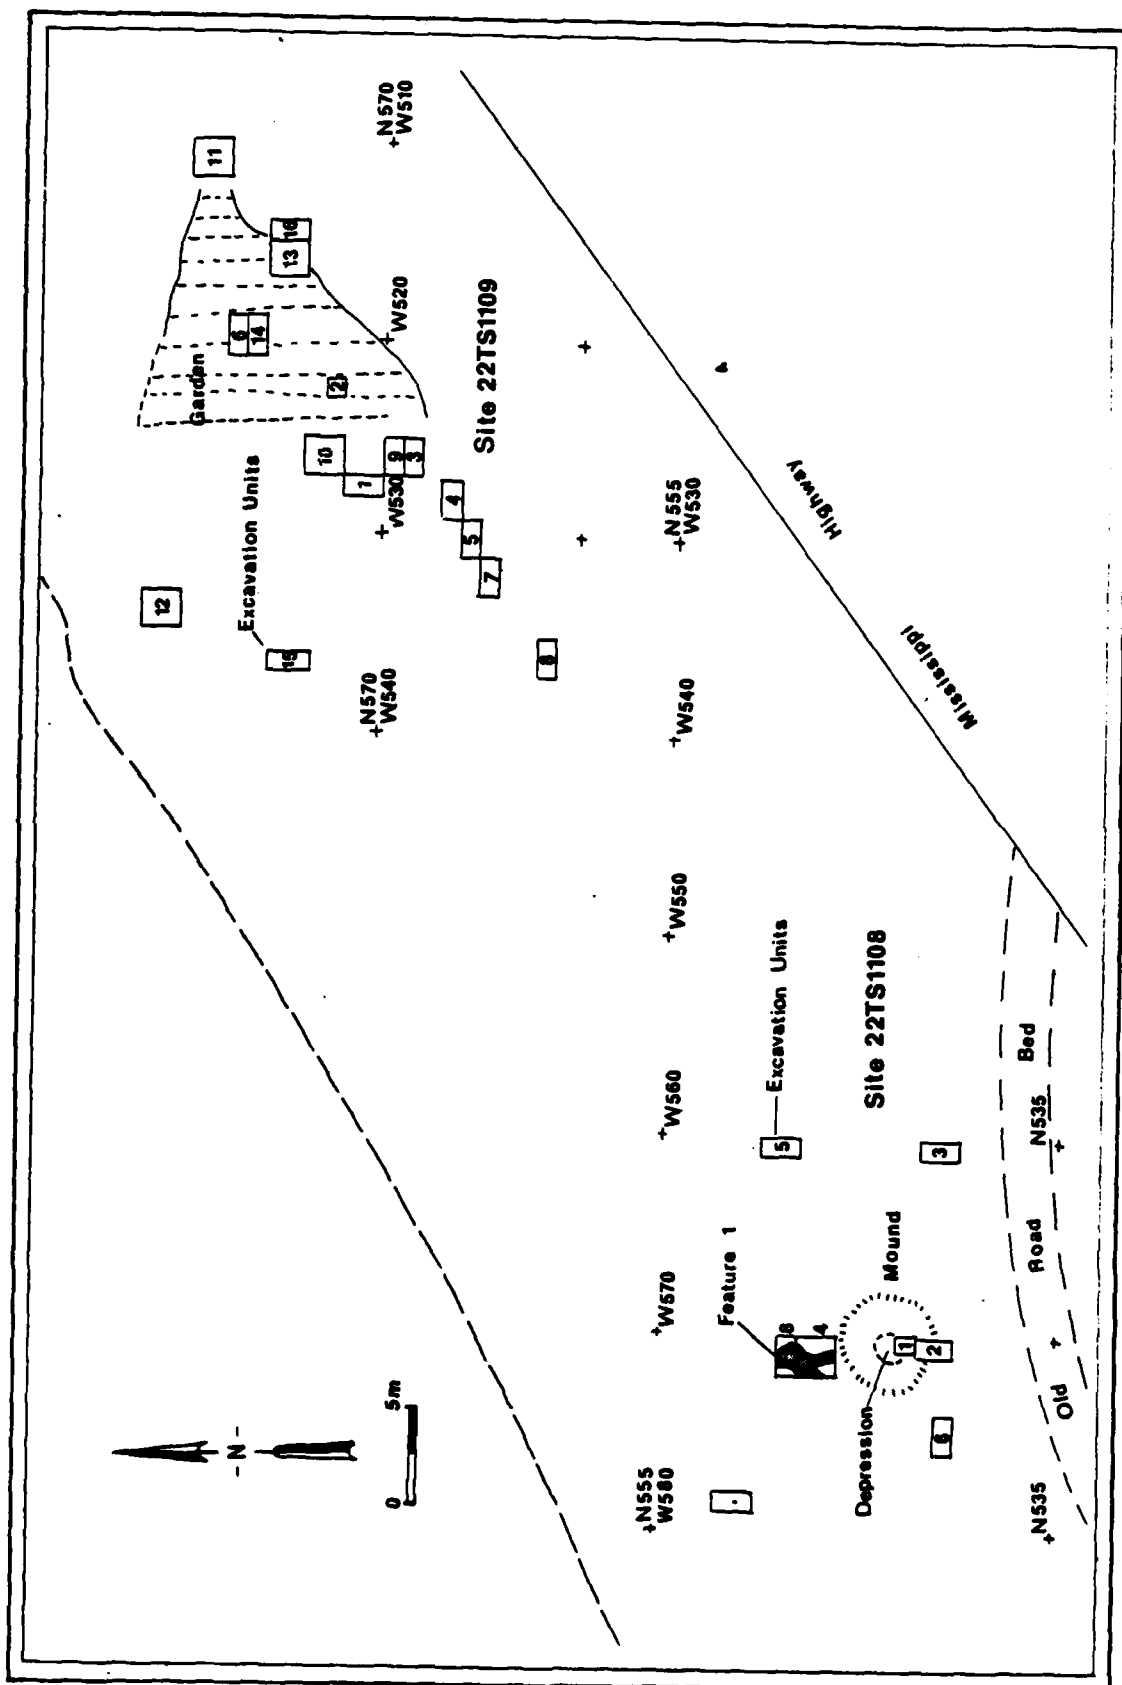 11
N570
W510
16
13
6
14
W520
Garden
2
Site 22TS1109
10
9
3
1
W530
4
5
7
Excavation Units
12
15
8
N570
W540
N555
W530
Highway
Mississippi
W540
W550
Excavation Units
Site 22TS1108
W560
5
3
Bed
N535
Road
Old
W570
Feature 1
8
4
Mound
1
2
Depression
6
N555
W580
N535
- N -
0
5m